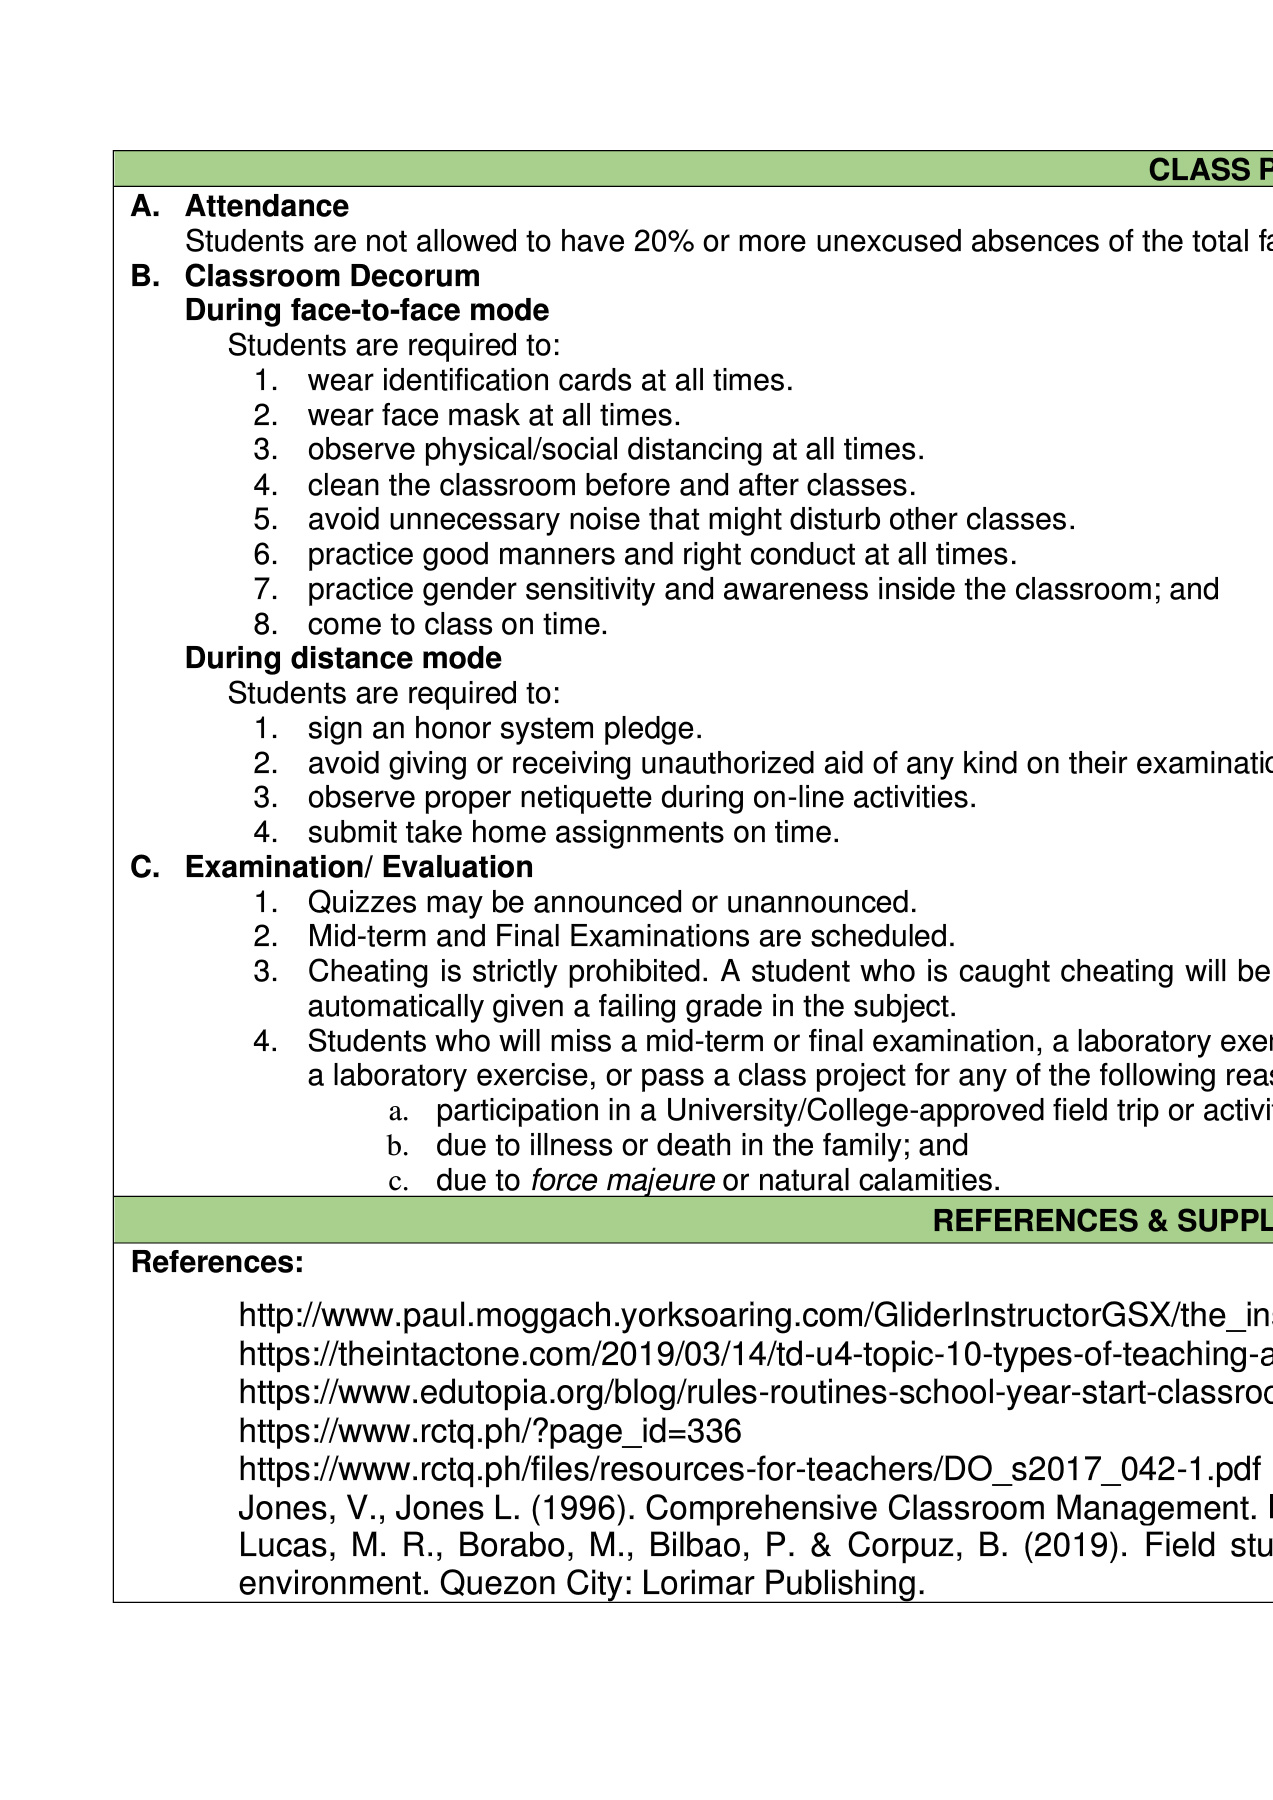 CLASS P
A. Attendance
Students are not allowed to have 20% or more unexcused absences of the total
B. Classroom Decorum
During face-to-face mode
Students are required to:
1. wear identification cards at all times.
2. wear face mask at all times.
3. observe physical/social distancing at all times.
4. clean the classroom before and after classes.
5. avoid unnecessary noise that might disturb other classes.
6. practice good manners and right conduct at all times.
7. practice gender sensitivity and awareness inside the classroom; and
8. come to class on time.
During distance mode
Students are required to:
1. sign an honor system pledge.
2. avoid giving or receiving unauthorized aid of any kind on their examinatio
3. observe proper netiquette during on-line activities.
4. submit take home assignments on time.
C. Examination/ Evaluation
1. Quizzes may be announced or unannounced.
2. Mid-term and Final Examinations are scheduled.
3. Cheating is strictly prohibited. A student who is caught cheating will be
automatically given a failing grade in the subject.
4. Students who will miss a mid-term or final examination, a laboratory exer
a laboratory exercise, or pass a class project for any of the following reas
a. participation in a University/College-approved field trip or activi
b. due to illness or death in the family; and
c. due to force majeure or natural calamities.
REFERENCES & SUPPL
References:
http://www.paul.moggach.yorksoaring.com/GliderInstructorGSX/the_ins
https://theintactone.com/2019/03/14/td-u4-topic-10-types-of-teaching-a
https://www.edutopia.org/blog/rules-routines-school-year-start-classroo
https://www.rctq.ph/?page_id=336
https://www.rctq.ph/files/resources-for-teachers/DO_s2017_042-1.pdf
Jones, V., Jones L. (1996). Comprehensive Classroom Management.
Lucas, M. R., Borabo, M., Bilbao, P. & Corpuz, B. (2019). Field stu
environment. Quezon City: Lorimar Publishing.